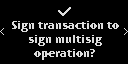 Sign transaction to
sign multisig
operation?